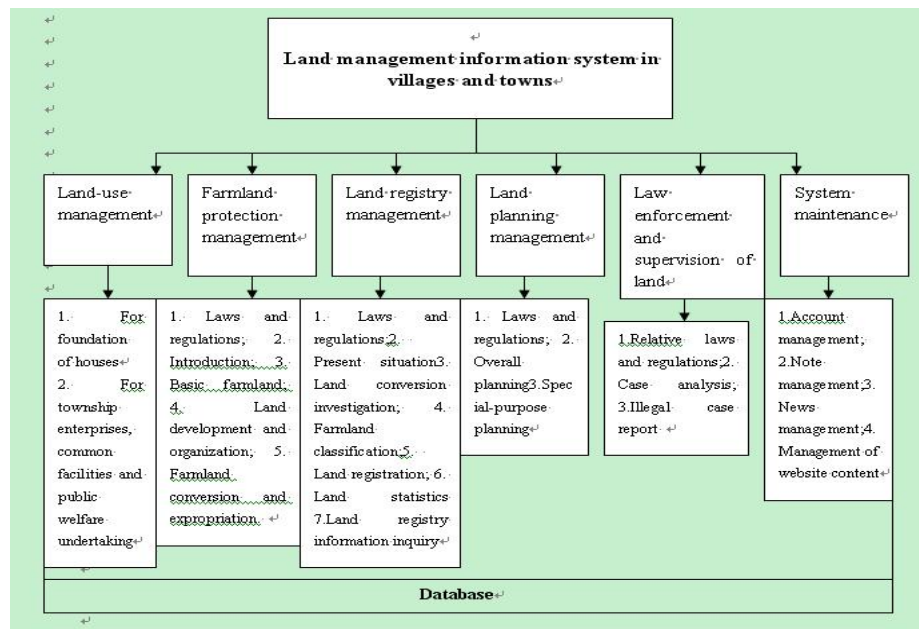 Land management information system in
villages and towns
Land-use
management
Farmland
protection
management
Land registry
management
Land
planning
management
Law
enforcement
and
supervision of
land
System
maintenance
1. For
foundation
of houses
2. For
township
enterprises,
common
facilities and
public
welfare
undertaking
1. Laws and
regulations; 2.
Introduction; 3.
Basic farmland;
4. Land
development and
organization; 5.
Farmland
conversion and
expropriation.
1. Laws and
regulations;2.
Present situation3.
Land conversion
investigation; 4.
Farmland
classification;5.
Land registration; 6.
Land statistics
7.Land registry
information inquiry
1. Laws and
regulations; 2.
Overall
planning3.Spec
ial-purpose
planning
1.Relative laws
and regulations;2.
Case analysis;
3.Illegal case
report
1.Account
management;
2.Note
management;3.
News
management;4.
Management of
website content
Database